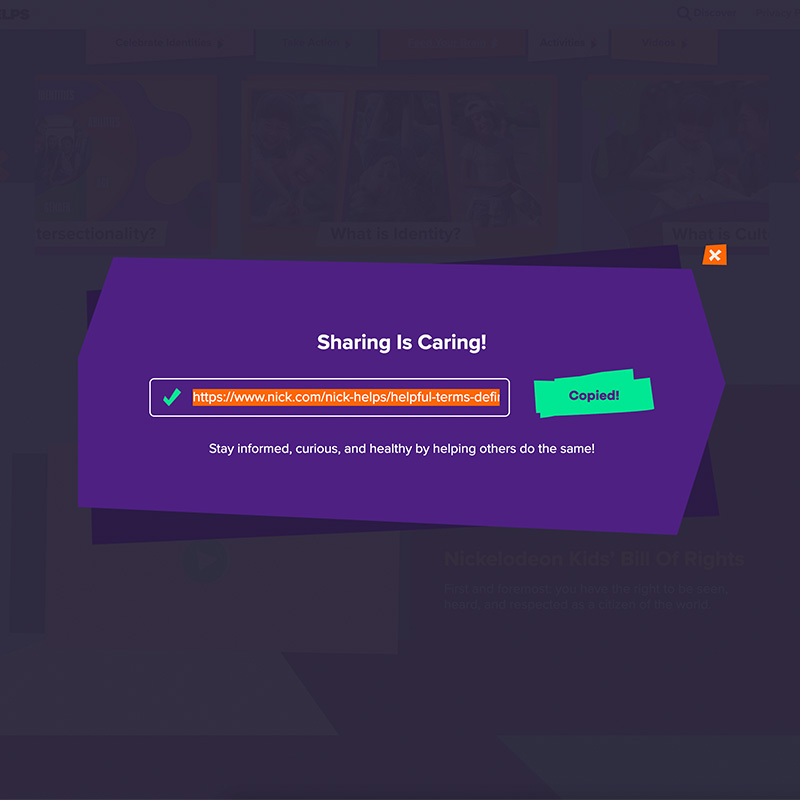 ELPS
Discover
Activities
Videos
tersectionality?
What is Identity?
What is Cult
Sharing Is Caring!
https://www.nick.com/nick-helps/helpful-terms-defi
Copied!
Stay informed, curious, and healthy by helping others do the same!
Nickelodeon Kids' Bill Of Rights
First and foremost: you have the right to be seen,
heard, and respected as a citizen of the world.